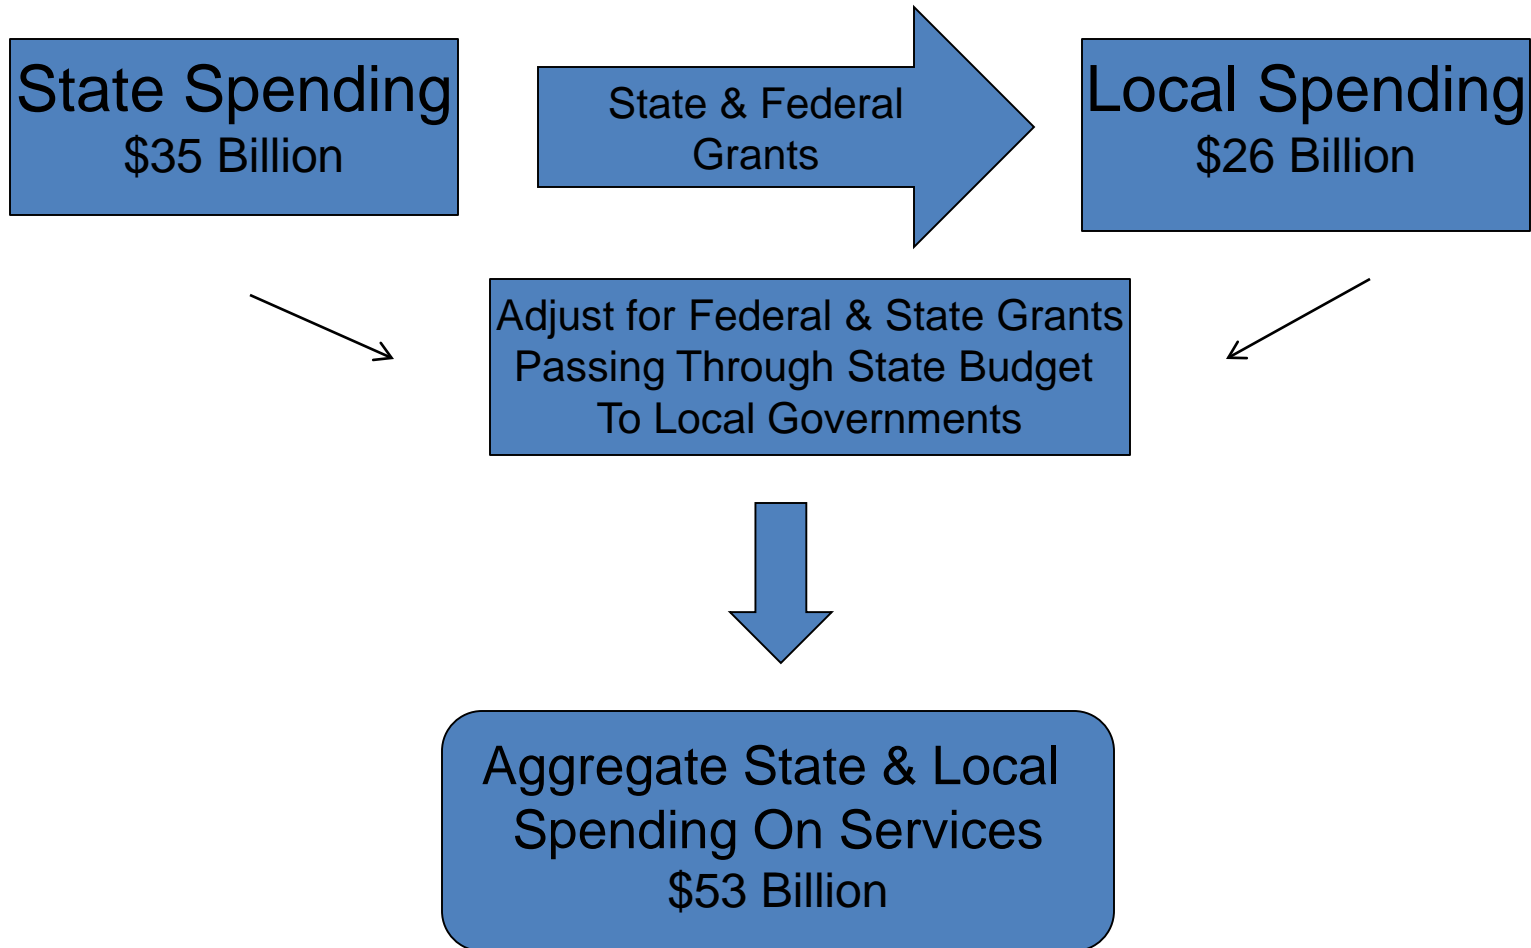 State Spending
$35 Billion
State & Federal
Grants
Local Spending
$26 Billion
Adjust for Federal & State Grants
Passing Through State Budget
To Local Governments
Aggregate State & Local
Spending On Services
$53 Billion